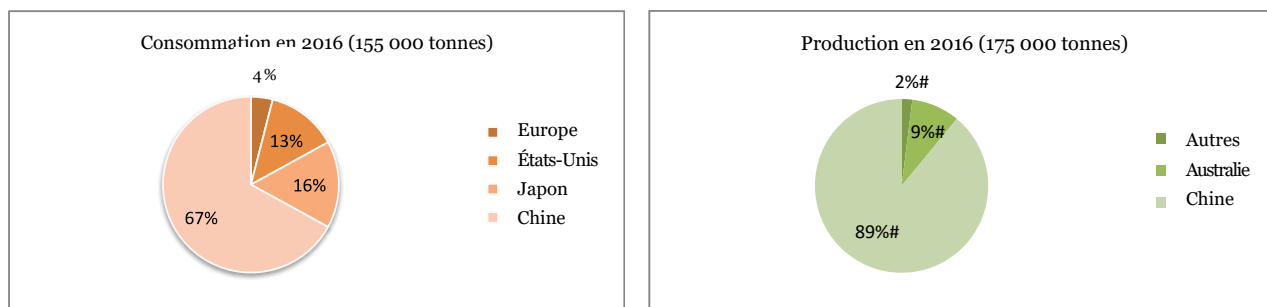 Consommation en 2016 (155 000 tonnes)
4%
13%
16%
67%
Europe
États-Unis
Japon
Chine
Production en 2016 (175 000 tonnes)
2%#
9%#
89%#
Autres
Australie
Chine